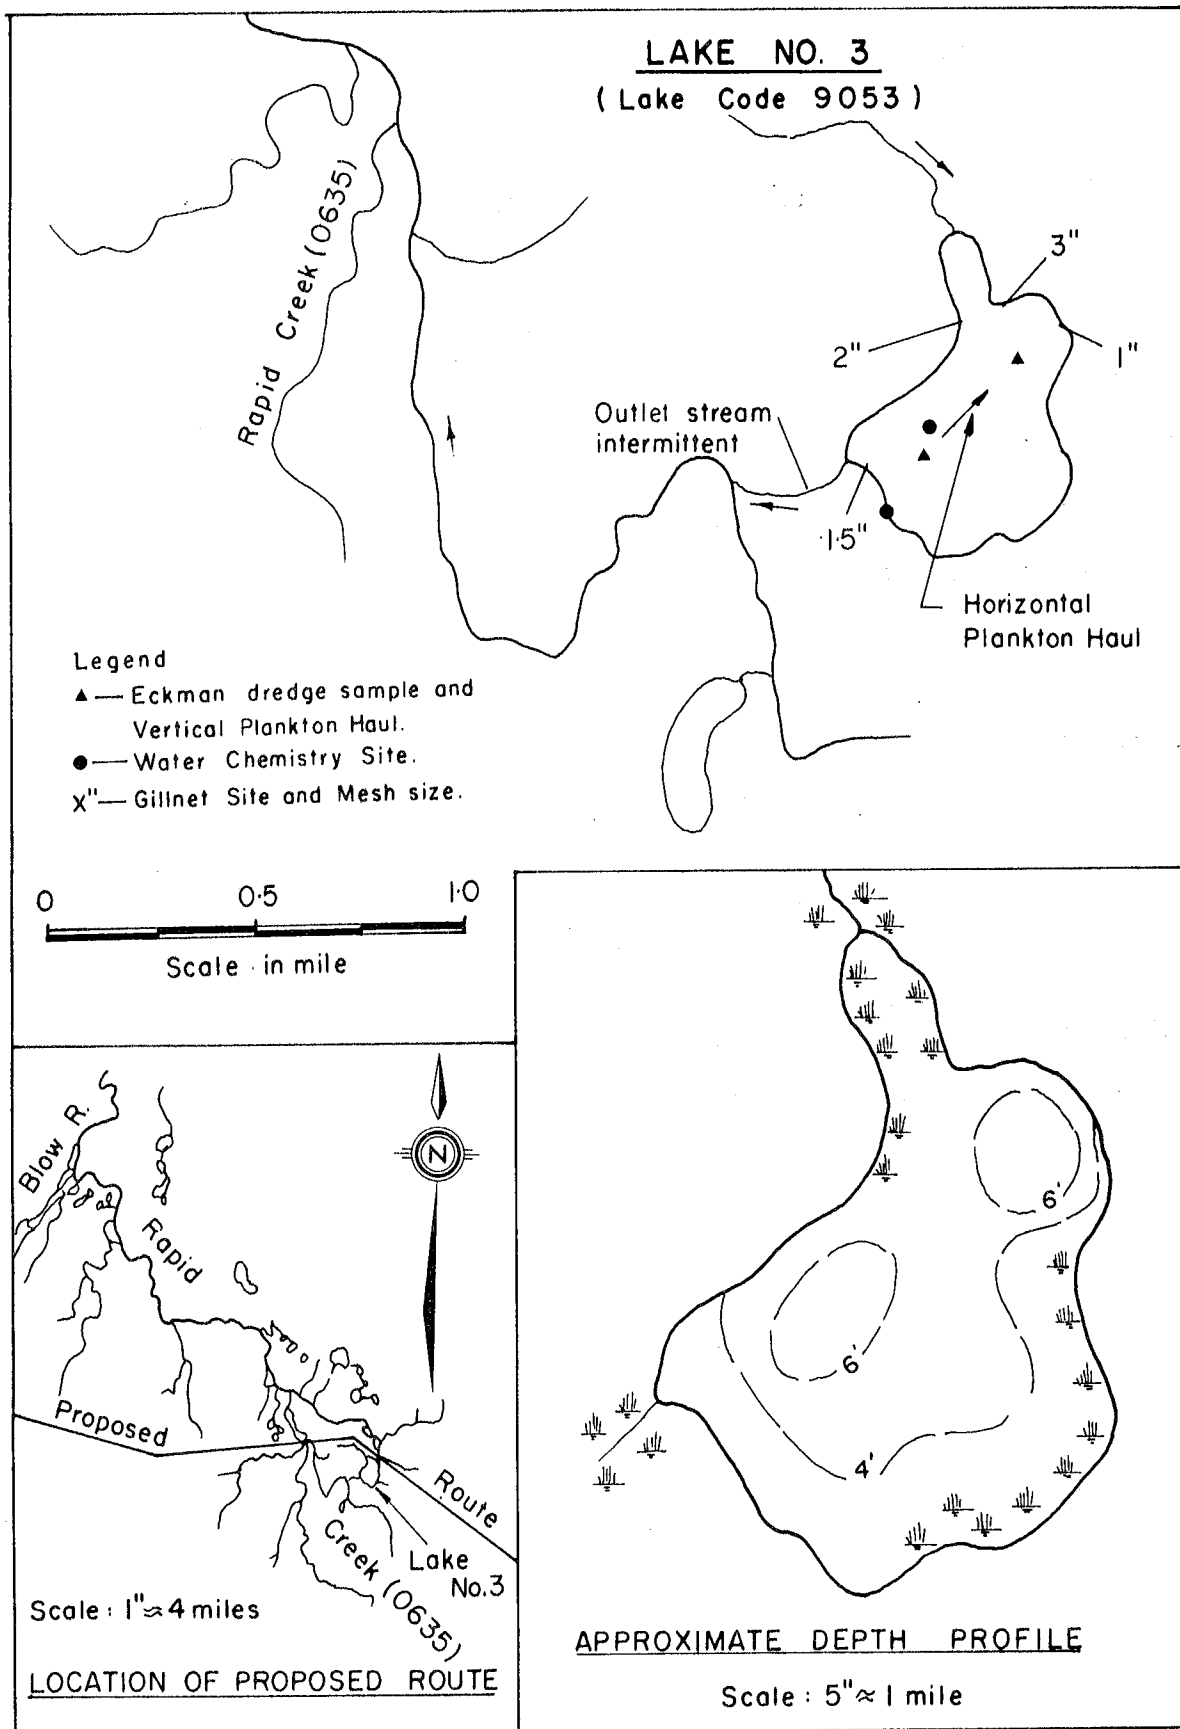 LAKE NO. 3
( Lake Code 9053 )
Rapid Creek (0635)
3"
2"
1"
Outlet stream
intermittent
1·5"
Horizontal
Plankton Haul
Legend
▲ — Eckman dredge sample and
Vertical Plankton Haul.
● — Water Chemistry Site.
X" — Gillnet Site and Mesh size.
0 0·5 1·0
Scale in mile
Blow R.
Rapid
N
Proposed
Route
Creek (0635)
Lake
No.3
Scale : 1" ≈ 4 miles
LOCATION OF PROPOSED ROUTE
6'
6'
4'
APPROXIMATE DEPTH PROFILE
Scale : 5" ≈ 1 mile